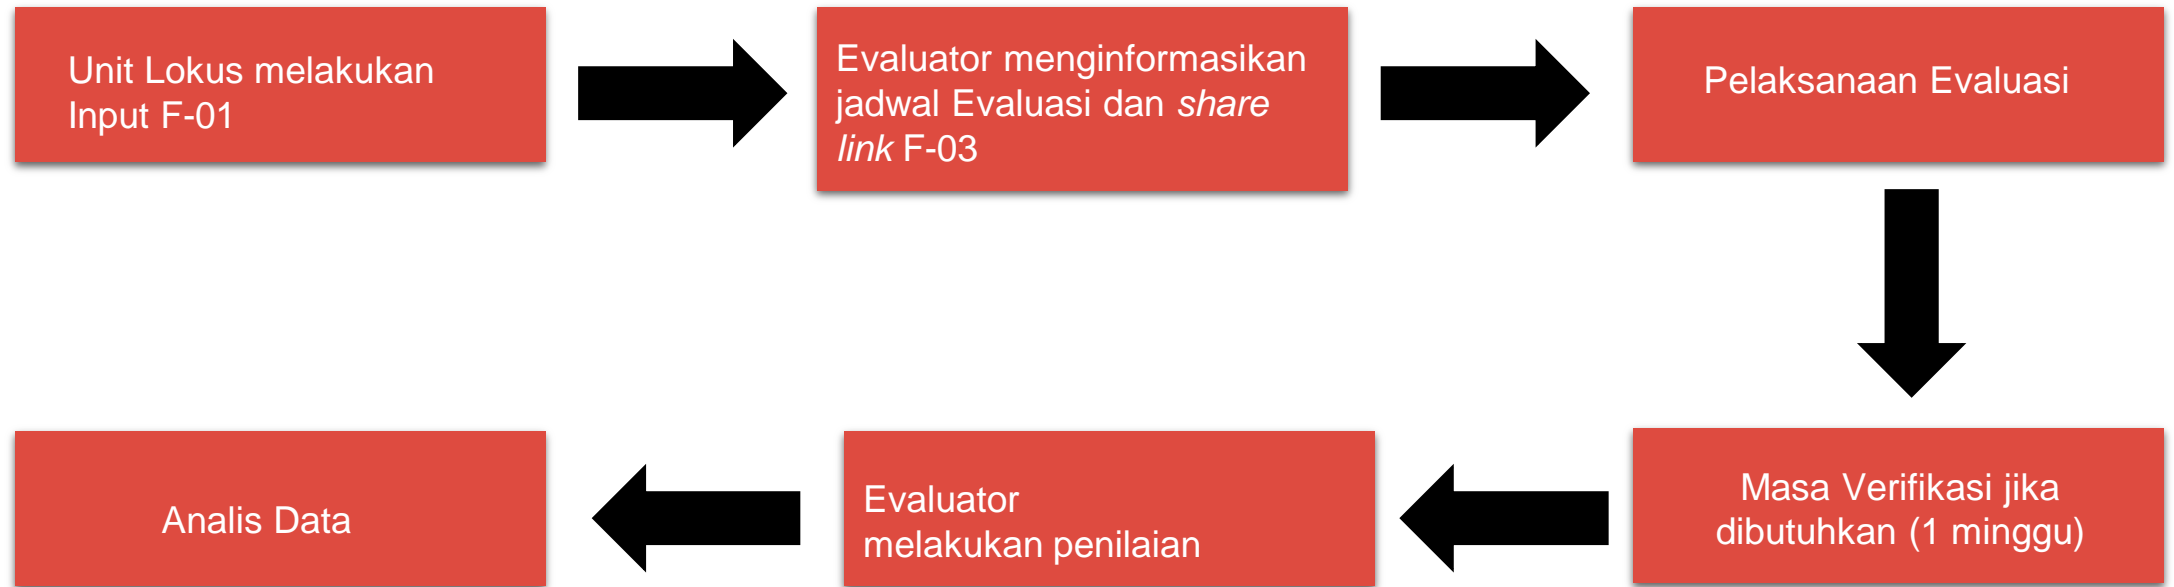 Unit Lokus melakukan
Input F-01
Evaluator menginformasikan
jadwal Evaluasi dan share
link F-03
Pelaksanaan Evaluasi
Masa Verifikasi jika
dibutuhkan (1 minggu)
Evaluator
melakukan penilaian
Analis Data